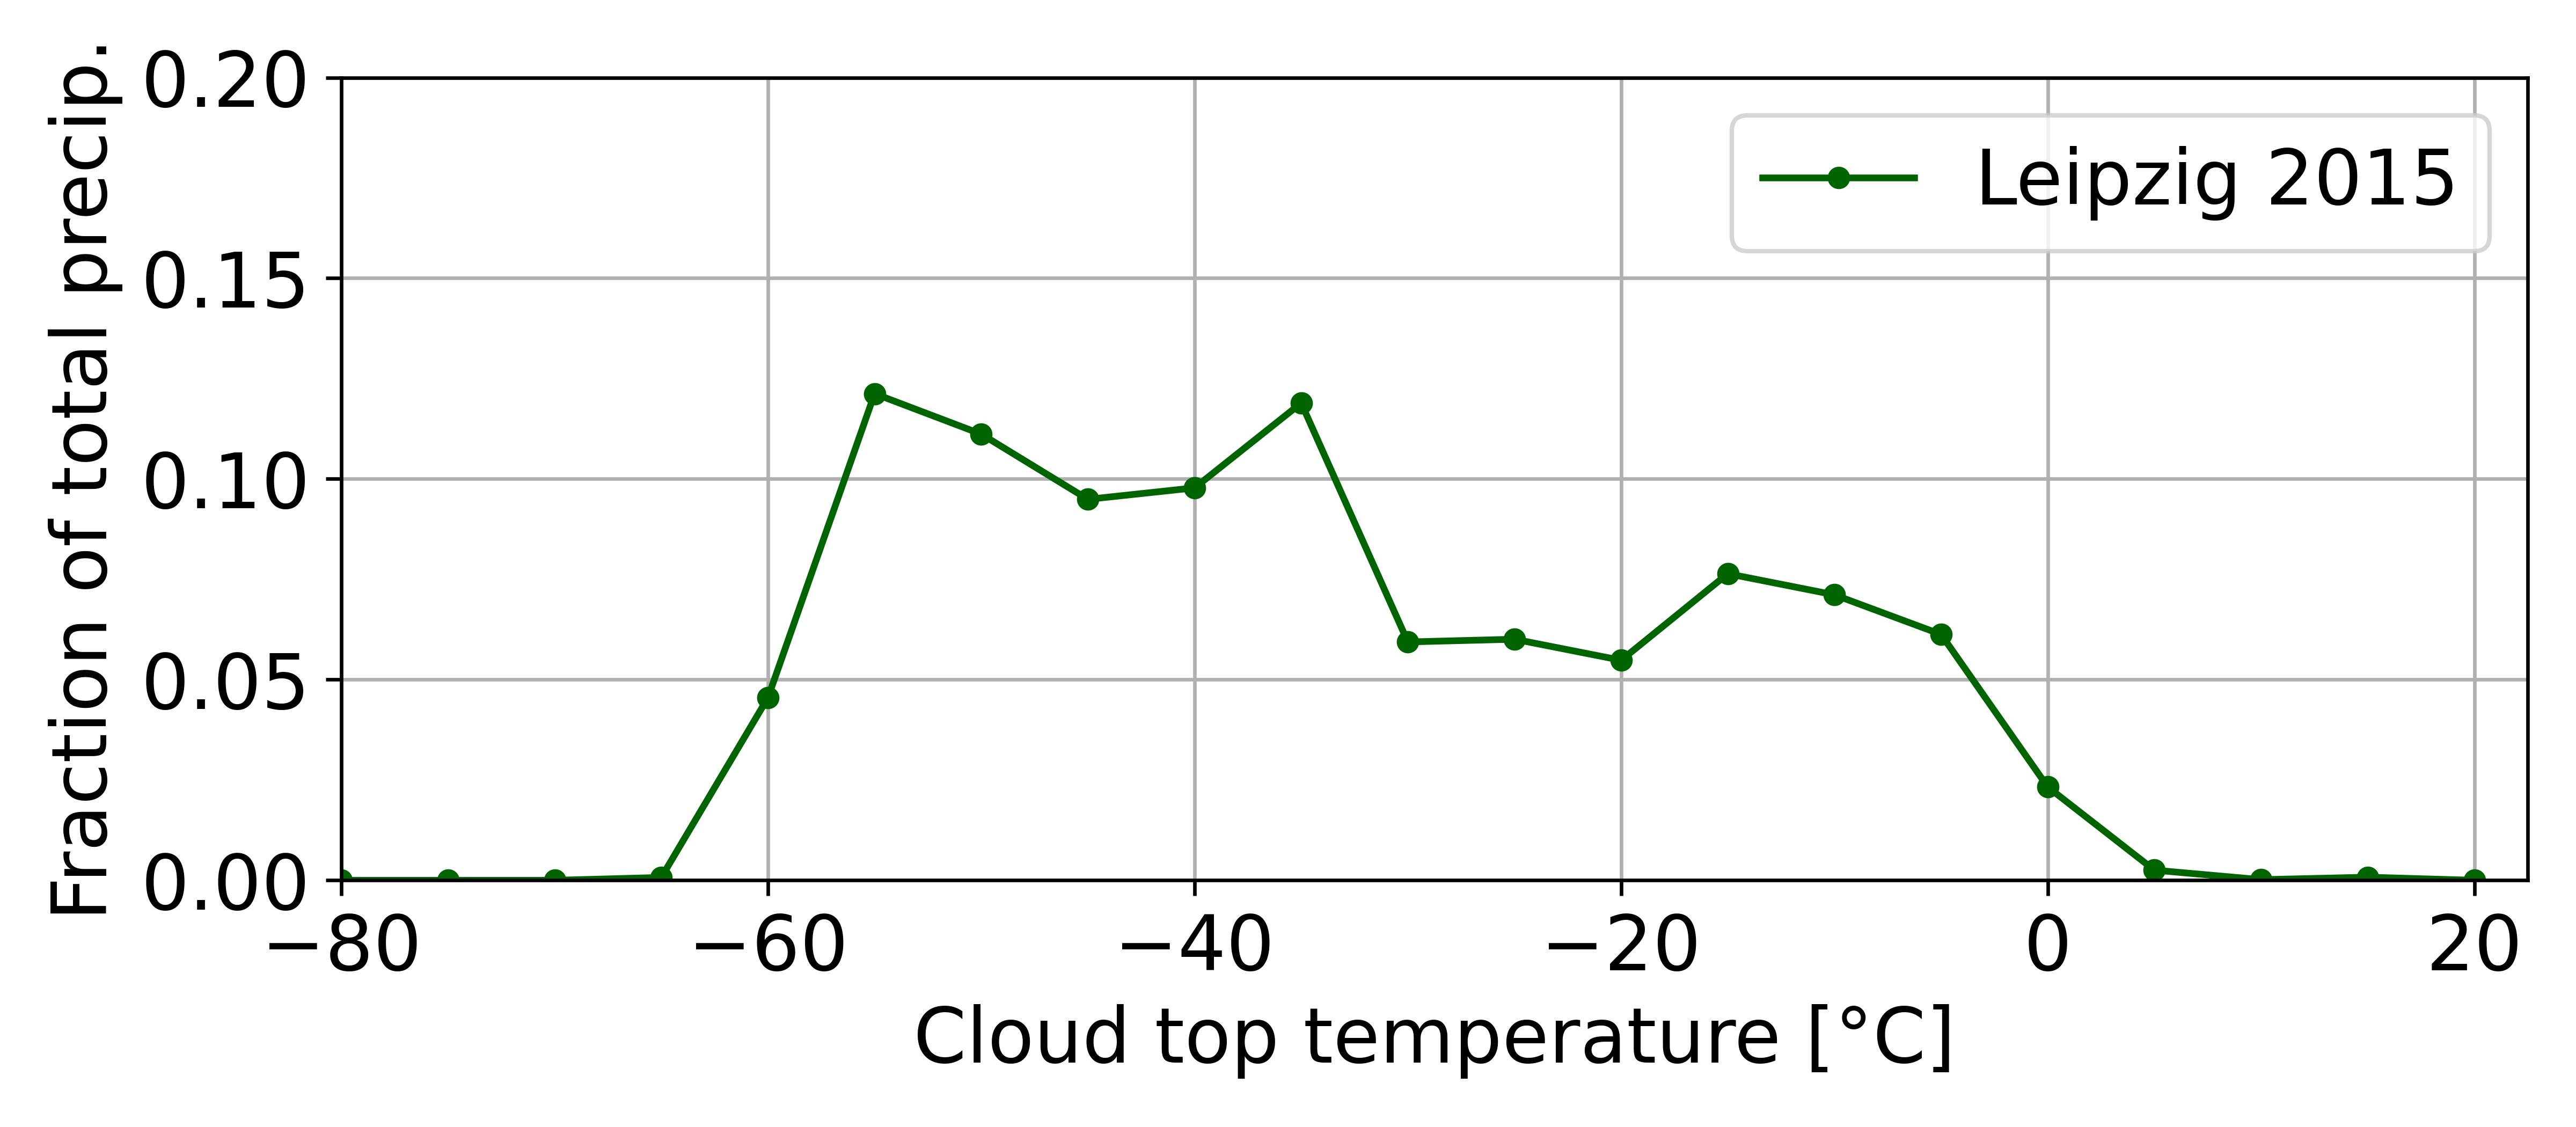 Fraction of total precip.
0.20
0.15
0.10
0.05
0.00
Leipzig 2015
−80 −60 −40 −20 0 20
Cloud top temperature [°C]